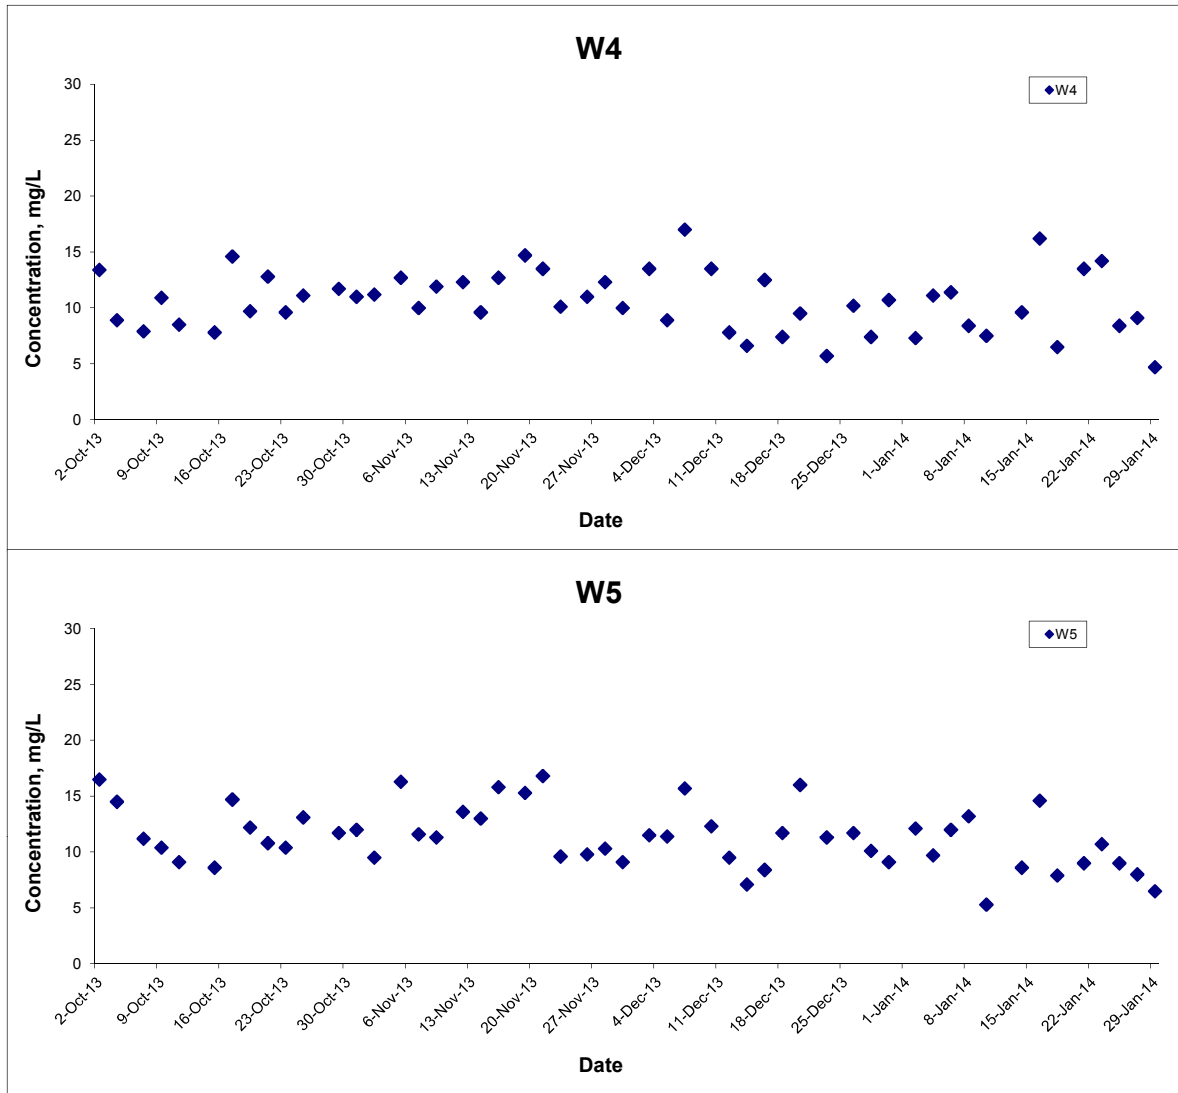 W4
W4
30
25
20
15
10
5
0
Concentration, mg/L
2-Oct-13 9-Oct-13 16-Oct-13 23-Oct-13 30-Oct-13 6-Nov-13 13-Nov-13 20-Nov-13 27-Nov-13 4-Dec-13 11-Dec-13 18-Dec-13 25-Dec-13 1-Jan-14 8-Jan-14 15-Jan-14 22-Jan-14 29-Jan-14
Date
W5
W5
30
25
20
15
10
5
0
Concentration, mg/L
2-Oct-13 9-Oct-13 16-Oct-13 23-Oct-13 30-Oct-13 6-Nov-13 13-Nov-13 20-Nov-13 27-Nov-13 4-Dec-13 11-Dec-13 18-Dec-13 25-Dec-13 1-Jan-14 8-Jan-14 15-Jan-14 22-Jan-14 29-Jan-14
Date